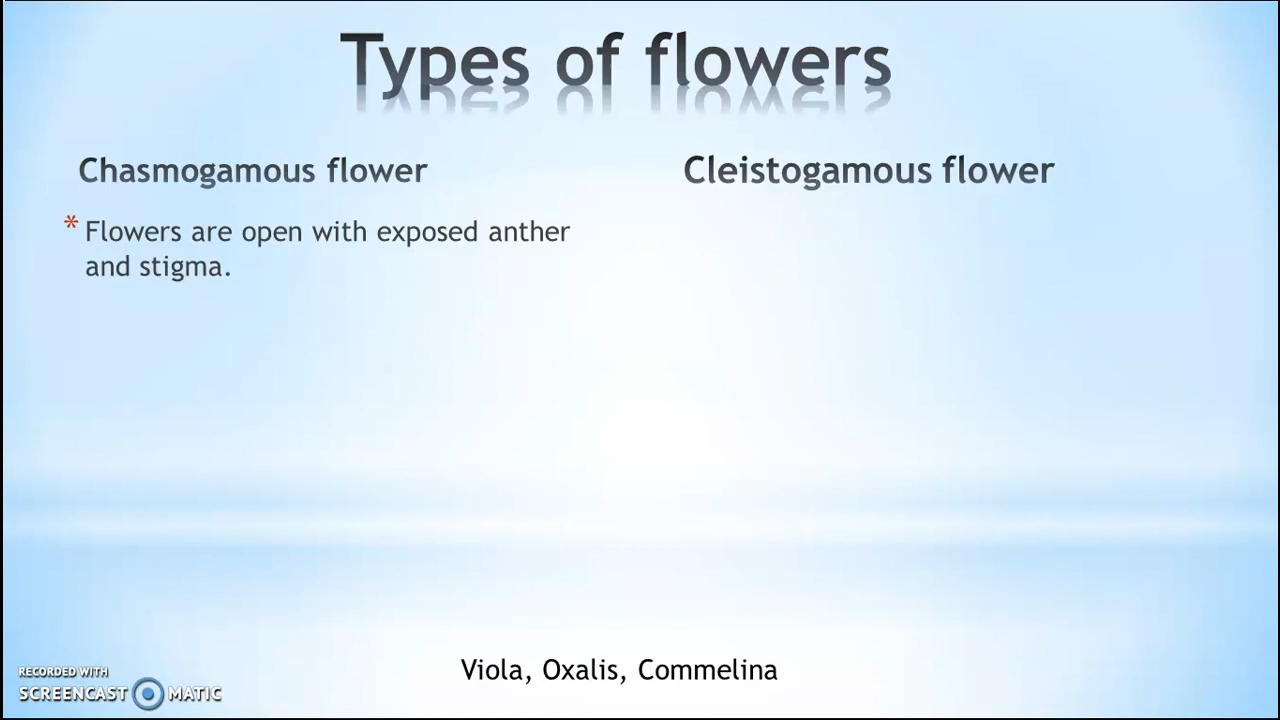 Types of flowers
Chasmogamous flower
Cleistogamous flower
* Flowers are open with exposed anther
and stigma.
Viola, Oxalis, Commelina
RECORDED WITH
SCREENCAST MATIC